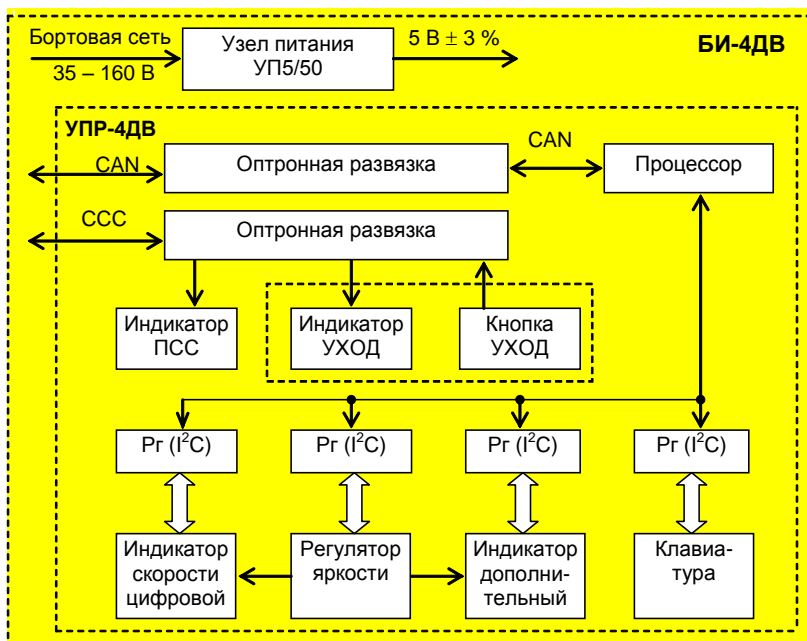 Бортовая сеть
35 – 160 В
Узел питания
УП5/50
5 В ± 3 %
БИ-4ДВ
УПР-4ДВ
CAN
Оптронная развязка
CAN
Процессор
ССС
Оптронная развязка
Индикатор
ПСС
Индикатор
УХОД
Кнопка
УХОД
Рг (I²C)
Рг (I²C)
Рг (I²C)
Рг (I²C)
Индикатор
скорости
цифровой
Регулятор
яркости
Индикатор
дополни-
тельный
Клавиа-
тура